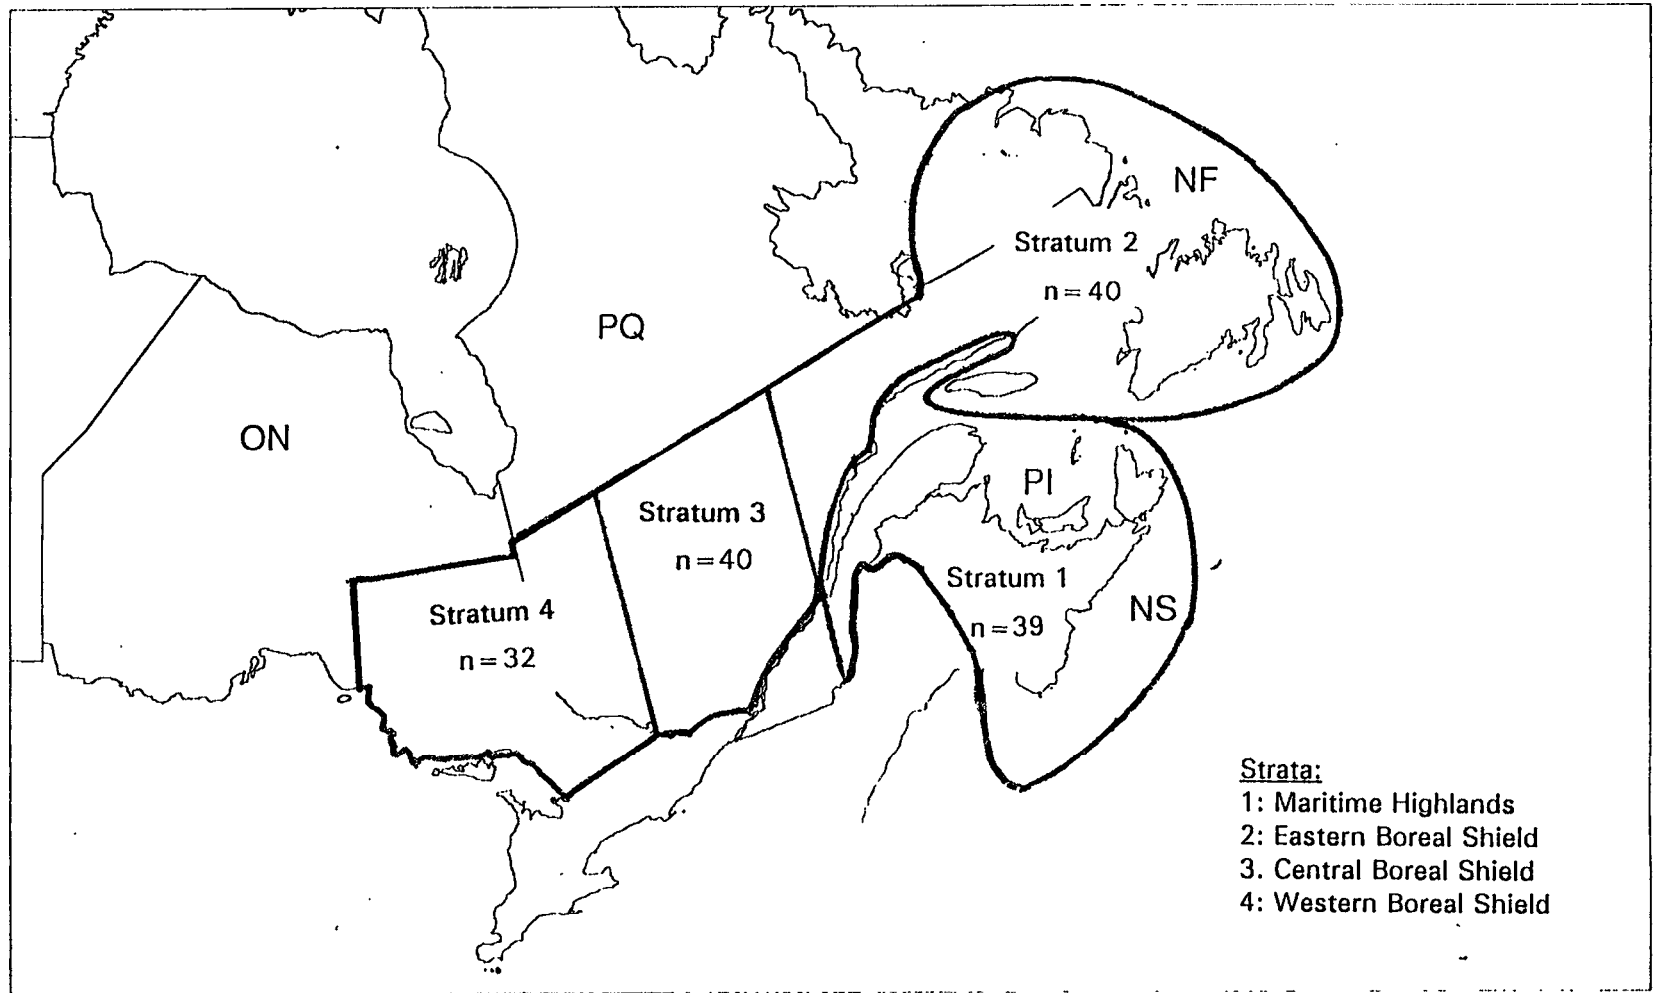 NF
Stratum 2
n=40
PQ
ON
PI
Stratum 3
n=40
Stratum 1
n=39
NS
Stratum 4
n=32
Strata:
1: Maritime Highlands
2: Eastern Boreal Shield
3. Central Boreal Shield
4: Western Boreal Shield